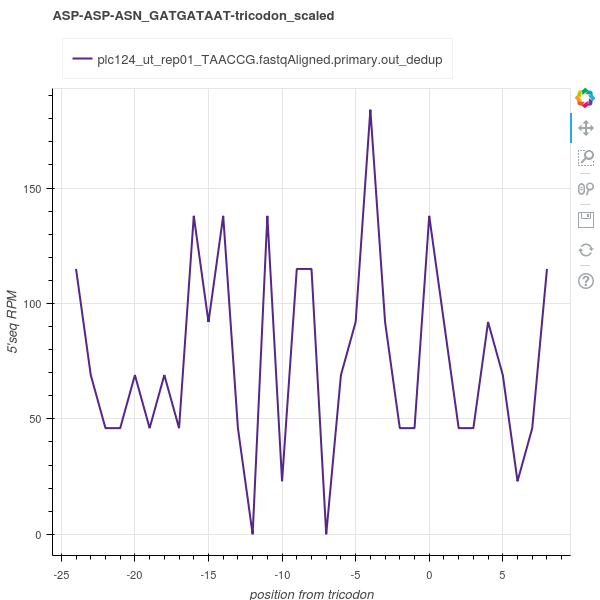 ASP-ASP-ASN_GATGATAAT-tricodon_scaled
plc124_ut_rep01_TAACCG.fastqAligned.primary.out_dedup
150
100
50
0
5'seq RPM
-25 -20 -15 -10 -5 0 5
position from tricodon
?